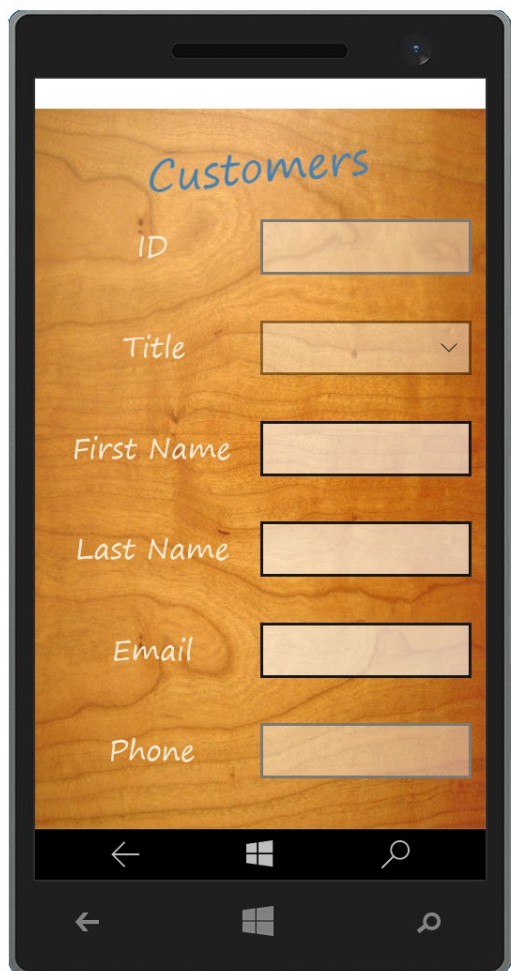 Customers
ID
Title
First Name
Last Name
Email
Phone